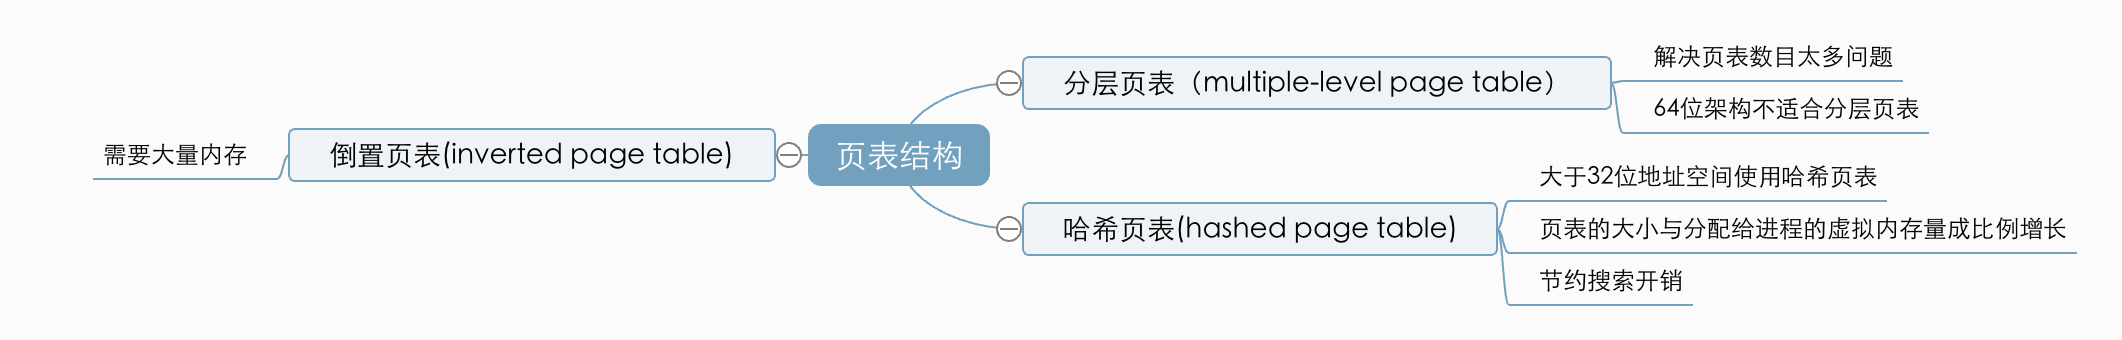 页表结构
分层页表（multiple-level page table）
解决页表数目太多问题
64位架构不适合分层页表
哈希页表(hashed page table)
大于32位地址空间使用哈希页表
页表的大小与分配给进程的虚拟内存量成比例增长
节约搜索开销
倒置页表(inverted page table)
需要大量内存